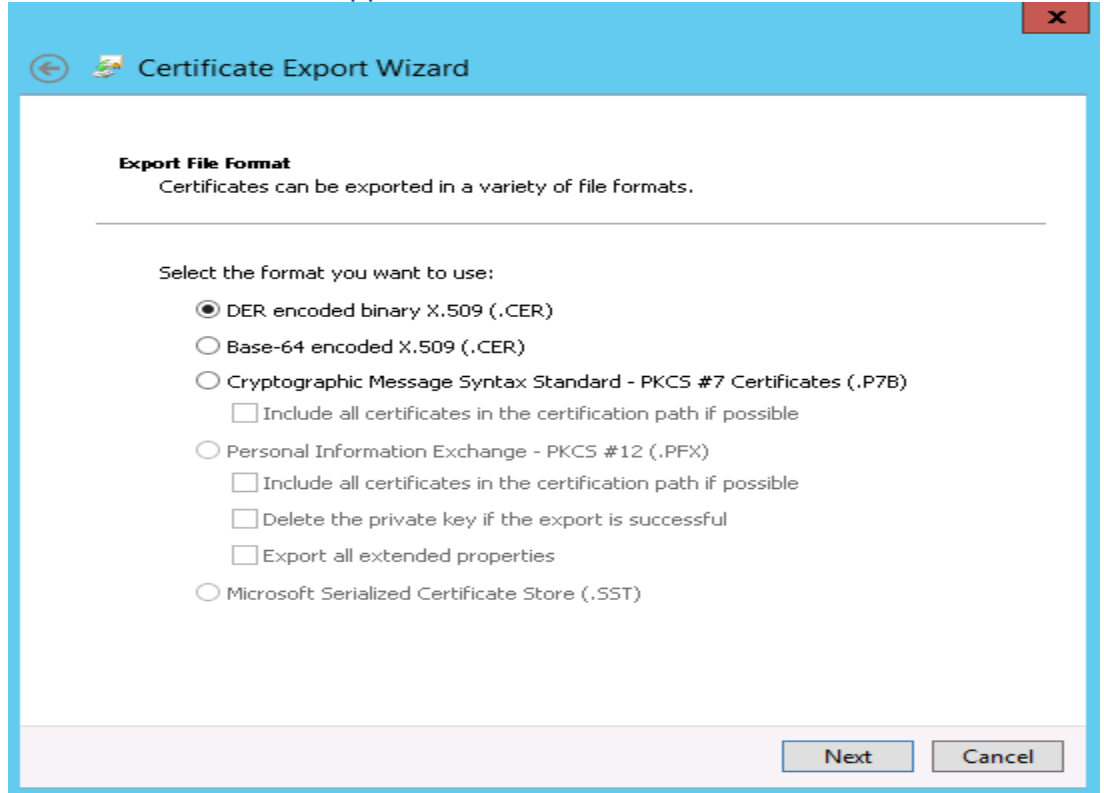 Certificate Export Wizard
Export File Format
Certificates can be exported in a variety of file formats.
Select the format you want to use:
DER encoded binary X.509 (.CER)
Base-64 encoded X.509 (.CER)
Cryptographic Message Syntax Standard - PKCS #7 Certificates (.P7B)
Include all certificates in the certification path if possible
Personal Information Exchange - PKCS #12 (.PFX)
Include all certificates in the certification path if possible
Delete the private key if the export is successful
Export all extended properties
Microsoft Serialized Certificate Store (.SST)
Next Cancel